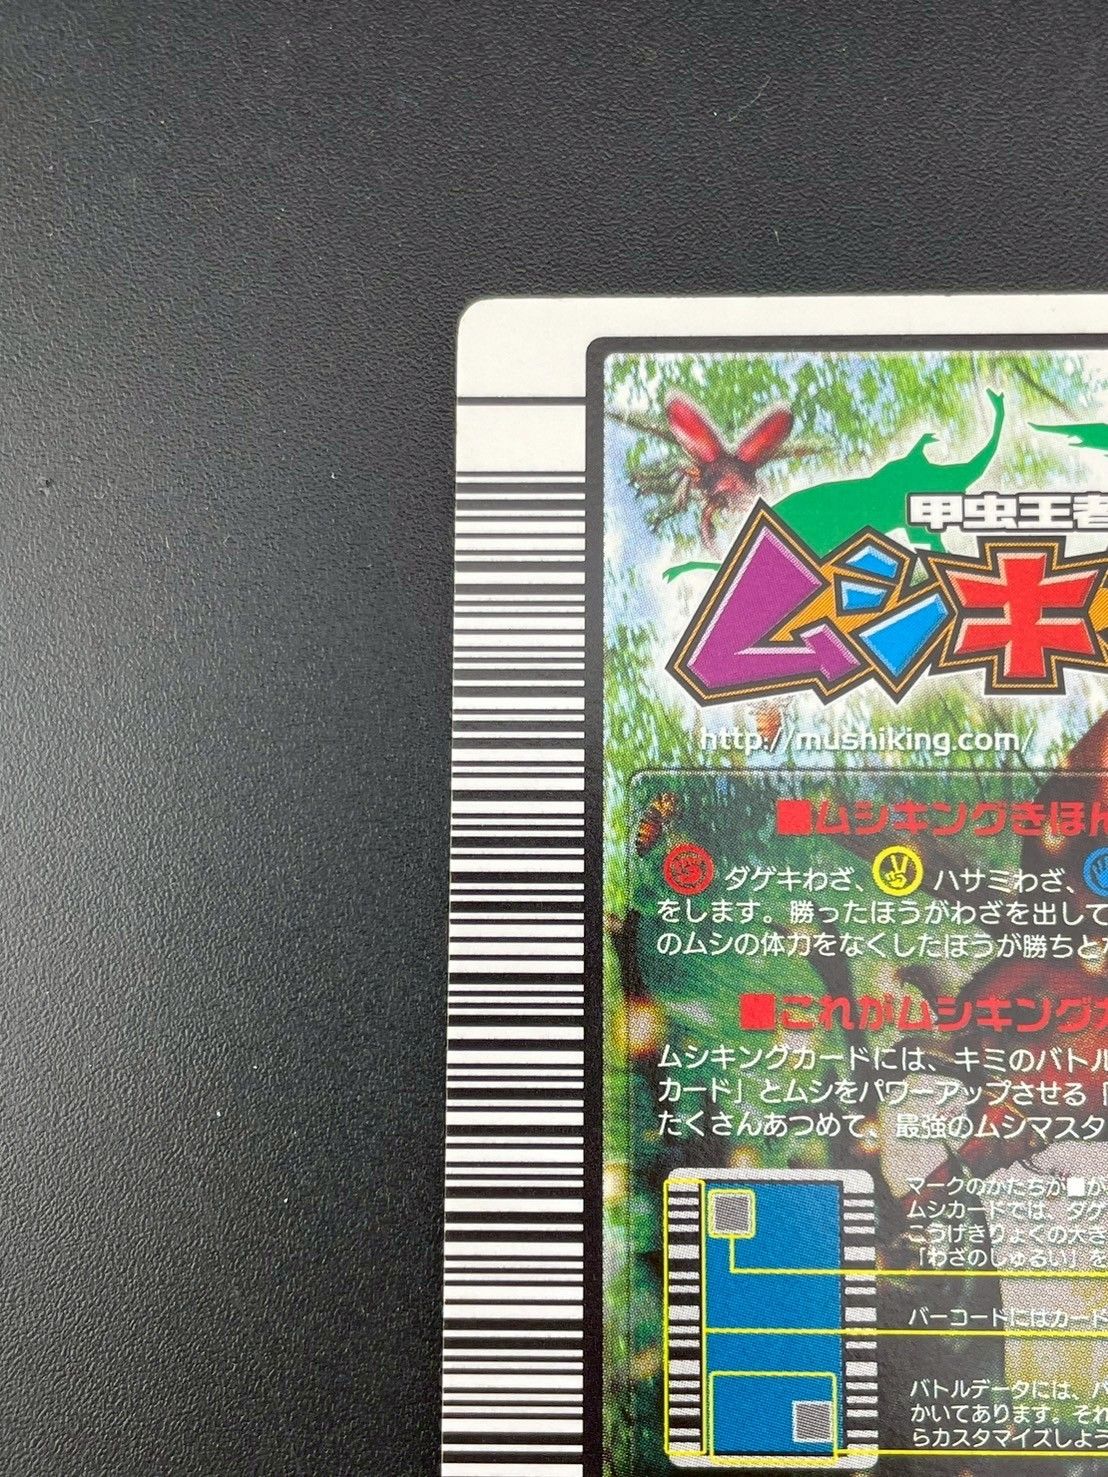 甲虫王者
ムシキ
http://mushiking.com/
■ムシキングきほん
ダゲキわざ、 ハサミわざ、
をします。勝ったほうがわざを出して
のムシの体力をなくしたほうが勝ちと
■これがムシキングカ
ムシキングカードには、キミのバトル
カード」とムシをパワーアップさせる「
たくさんあつめて、最強のムシマスタ
マークのかたちが■が
ムシカードでは、ダゲ
こうげきりょくの大き
「わざのしゅるい」を
バーコードにはカード
バトルデータには、バ
かいてあります。それ
らカスタマイズしよう